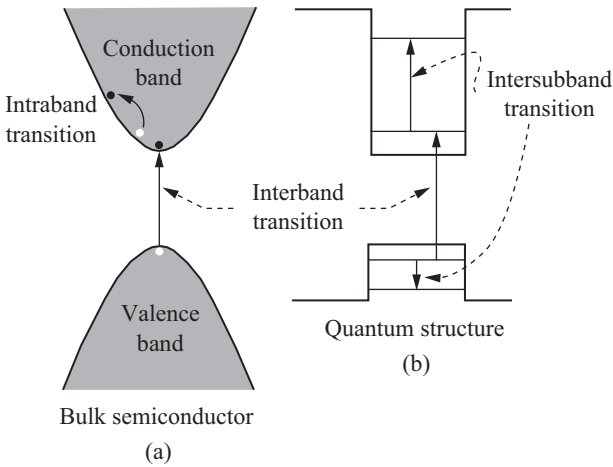 Conduction
band
Intraband
transition
Interband
transition
Valence
band
Bulk semiconductor
(a)
Intersubband
transition
Quantum structure
(b)